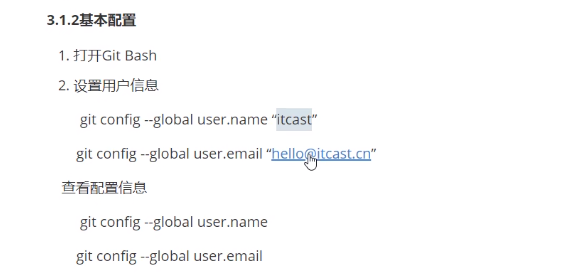 3.1.2基本配置
1. 打开Git Bash
2. 设置用户信息
git config --global user.name “itcast”
git config --global user.email “hello@itcast.cn”
查看配置信息
git config --global user.name
git config --global user.email